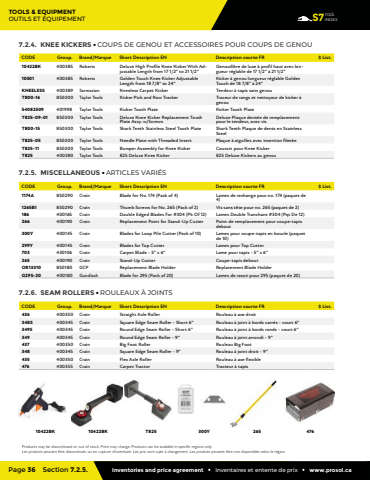 TOOLS & EQUIPMENT
OUTILS ET ÉQUIPEMENT
S7 TOS INDEX
7.2.4. KNEE KICKERS • COUPS DE GENOU ET ACCESSOIRES POUR COUPS DE GENOU
CODE Group. Brand/Marque Short Description EN Description courte FR $ List.
10422BK 400385 Roberts Deluxe High Profile Knee Kicker With Adjustable Length from 17 1/2" to 21 1/2" Genouillère de luxe à profil haut avec longueur réglable de 17 1/2" à 21 1/2"
10501 400385 Roberts Golden Touch Knee Kicker Adjustable Length from 18 7/8" to 24" Kicker à genou longueur réglable Golden Touch de 18 7/8" à 24"
KNEELESS 400389 Sermation Kneeless Carpet Kicker Tendeur à tapis sans genou
T800-16 850300 Taylor Tools Kicker Pick and Row Tracker Traceur de rangs et nettoyeur de kicker à genou
54082509 401998 Taylor Tools Kicker Tooth Plate Kicker Tooth Plate
T825-09-01 850300 Taylor Tools Deluxe Knee Kicker Replacement Tooth Plate Assy w/Screws Deluxe Plaque dentée de remplacement pour le tendeur, avec vis
T800-15 850300 Taylor Tools Shark Teeth Stainless Steel Tooth Plate Shark Teeth Plaque de dents en Stainless Steel
T825-05 850300 Taylor Tools Needle Plate with Threaded Insert Plaque à aiguilles avec insertion filetée
T825-11 850300 Taylor Tools Bumper Assembly for Knee Kicker Coussin pour Knee Kicker
T825 400380 Taylor Tools 825 Deluxe Knee Kicker 825 Deluxe Kickers au genou
7.2.5. MISCELLANEOUS • ARTICLES VARIÉS
CODE Group. Brand/Marque Short Description EN Description courte FR $ List.
1174A 850290 Crain Blade for No. 174 (Pack of 4) Lames de rechange pour no. 174 (paquet de 4)
126581 850290 Crain Thumb Screws for No. 265 (Pack of 2) Vis sans tête pour no. 265 (paquet de 2)
186 400165 Crain Double Edged Blades For #304 (Pk Of 12) Lames Double Tranchant #304 (Pqt De 12)
266 400190 Crain Replacement Point for Stand-Up Cutter Point de remplacement pour coupe-tapis debout
300Y 400145 Crain Blades for Loop Pile Cutter (Pack of 10) Lames pour coupe-tapis en boucle (paquet de 10)
299Y 400145 Crain Blades for Top Cutter Lames pour Top Cutter
703 400106 Crain Carpet Blade - 5" x 6" Lame pour tapis - 5" x 6"
265 400190 Crain Stand-Up Cutter Coupe-tapis debout
OR13210 850180 GCP Replacement Blade Holder Replacement Blade Holder
G295-20 400180 Gundlach Blade for 295 (Pack of 20) Lames de rasoir pour 295 (paquet de 20)
7.2.6. SEAM ROLLERS • ROULEAUX À JOINTS
CODE Group. Brand/Marque Short Description EN Description courte FR $ List.
436 400350 Crain Straight Axle Roller Rouleau à axe droit
348S 400345 Crain Square Edge Seam Roller - Short 6" Rouleau à joint à bords carrés - court 6"
349S 400345 Crain Round Edge Seam Roller - Short 6" Rouleau à joint à bords ronds - court 6"
349 400345 Crain Round Edge Seam Roller - 9" Rouleau à joint arrondi - 9"
437 400350 Crain Big Foot Roller Rouleau Big Foot
348 400345 Crain Square Edge Seam Roller - 9" Rouleau à joint droit - 9"
435 400350 Crain Flex Axle Roller Rouleau à axe flexible
476 400355 Crain Carpet Tractor Tracteur à tapis
10422BK 10422BK T825 300Y 265 476
Products may be discontinued or out of stock. Price may change. Products can be available in specific regions only.
Les produits peuvent être discontinués ou en rupture d'inventaire. Les prix sont sujet à changement. Les produits peuvent être non disponibles selon la région.
Page 36 Section 7.2.5. Inventories and price agreement • Inventaires et entente de prix • www.prosol.ca